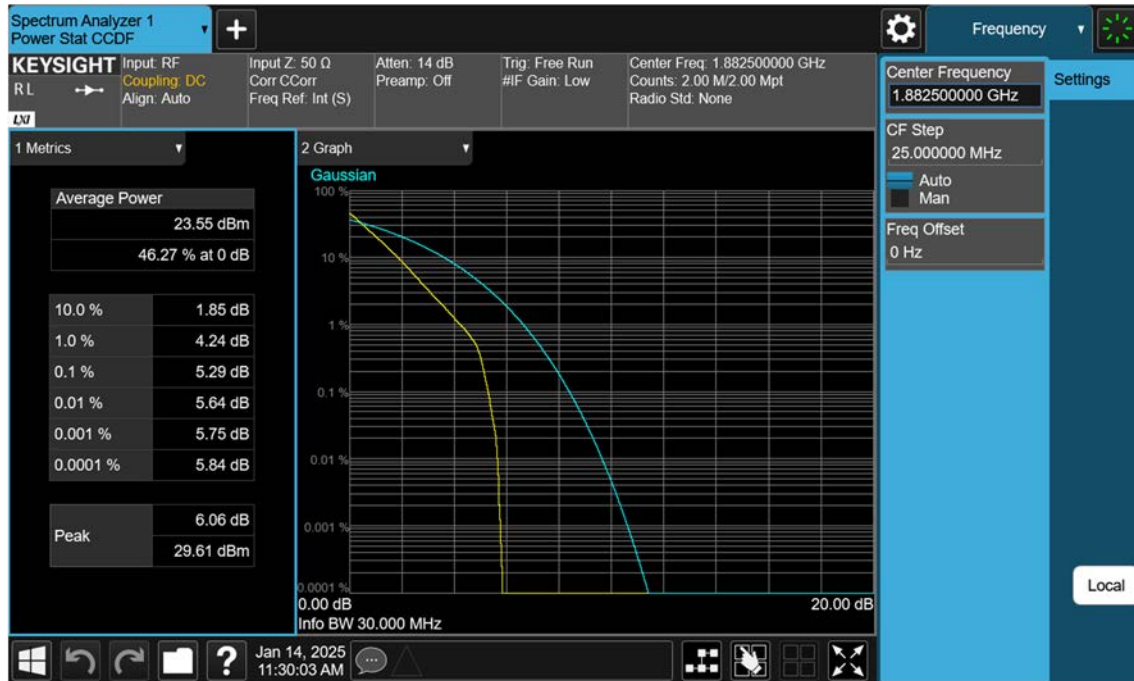 Spectrum Analyzer 1
Power Stat CCDF
+
Frequency
KEYSIGHT
RL
LXI
Input: RF
Coupling: DC
Align: Auto
Input Z: 50 Ω
Corr CCorr
Freq Ref: Int (S)
Atten: 14 dB
Preamp: Off
Trig: Free Run
#IF Gain: Low
Center Freq: 1.882500000 GHz
Counts: 2.00 M/2.00 Mpt
Radio Std: None
Center Frequency
1.882500000 GHz
Settings
CF Step
25.000000 MHz
Auto
Man
Freq Offset
0 Hz
Local
1 Metrics
Average Power
23.55 dBm
46.27 % at 0 dB
10.0 % 1.85 dB
1.0 % 4.24 dB
0.1 % 5.29 dB
0.01 % 5.64 dB
0.001 % 5.75 dB
0.0001 % 5.84 dB
Peak
6.06 dB
29.61 dBm
2 Graph
Gaussian
100 %
10 %
1 %
0.1 %
0.01 %
0.001 %
0.0001 %
0.00 dB 20.00 dB
Info BW 30.000 MHz
?
Jan 14, 2025
11:30:03 AM